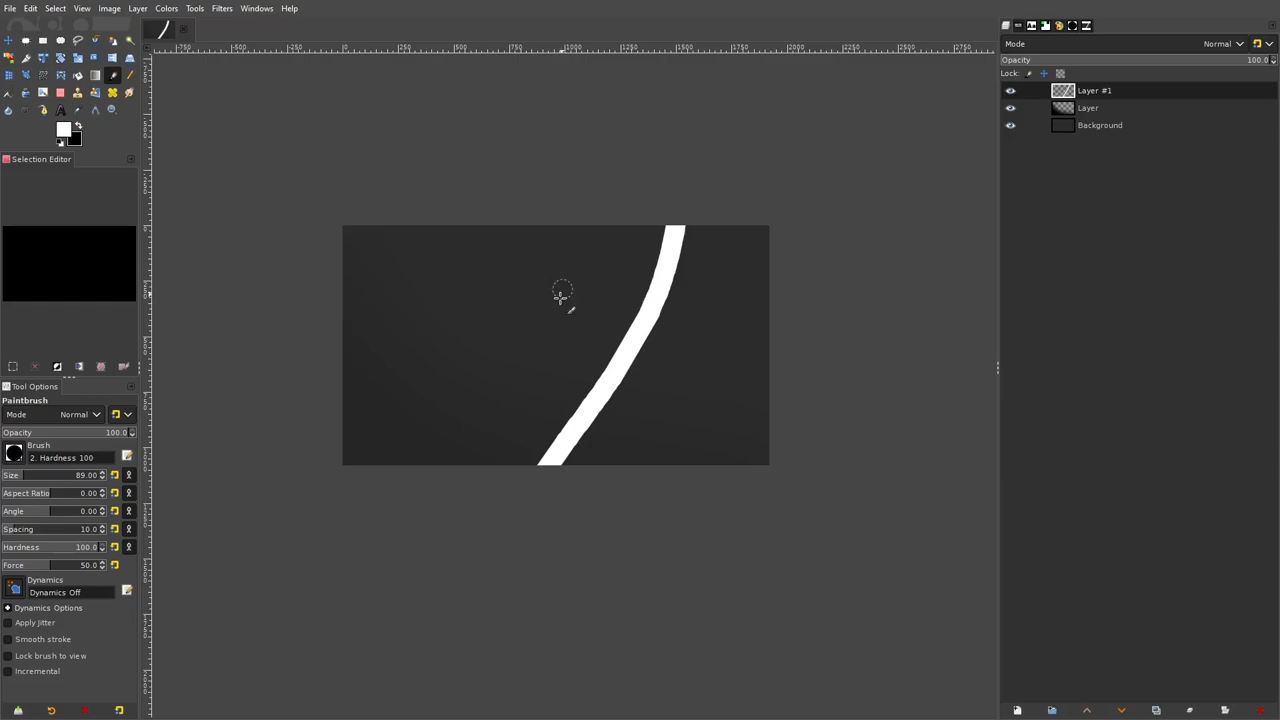 File Edit Select View Image Layer Colors Tools Filters Windows Help
Mode Normal
Opacity 100.0
Lock:
Layer #1
Layer
Background
Selection Editor
Tool Options
Paintbrush
Mode Normal
Opacity 100.0
Brush
2. Hardness 100
Size 89.00
Aspect Ratio 0.00
Angle 0.00
Spacing 10.0
Hardness 100.0
Force 50.0
Dynamics
Dynamics Off
Dynamics Options
Apply Jitter
Smooth stroke
Lock brush to view
Incremental